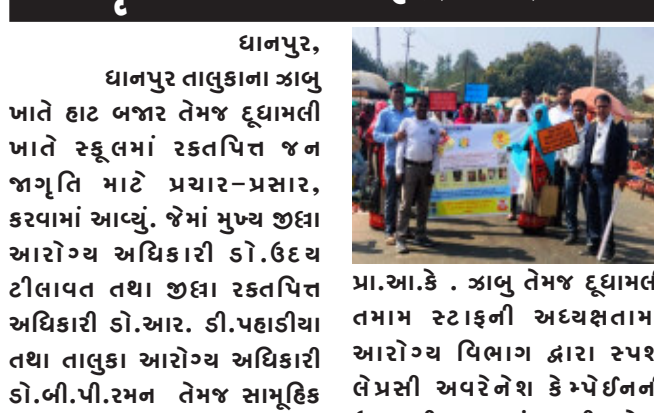 ધાનપુર,
ધાનપુર તાલુકાના ઝાબુ
ખાતે હાટ બજાર તેમજ દૂધામલી
ખાતે સ્કૂલમાં રકતપિત્ત જન
જાગૃતિ માટે પ્રચાર-પ્રસાર,
કરવામાં આવ્યું. જેમાં મુખ્ય જીલ્લા
આરોગ્ય અધિકારી ડો.ઉદય
ટીલાવત તથા જીલ્લા રકતપિત્ત
અધિકારી ડો.આર. ડી.પહાડીયા
તથા તાલુકા આરોગ્ય અધિકારી
ડો.બી.પી.રમન તેમજ સામૂહિક
પ્રા.આ.કે . ઝાબુ તેમજ દૂધામલી
તમામ સ્ટાફની અધ્યક્ષતામ
આરોગ્ય વિભાગ દ્વારા સ્પશ
લેપ્રસી અવરેનેશ કેમ્પેઈનન